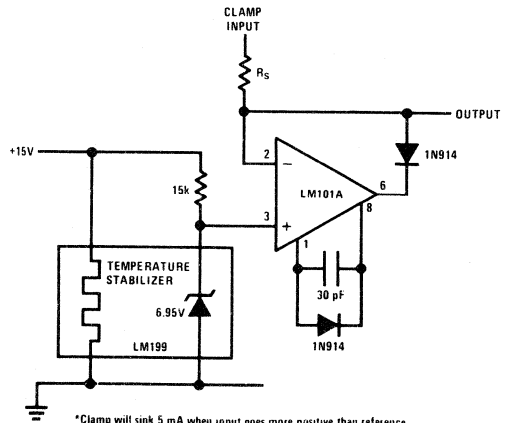 CLAMP
INPUT
RS
OUTPUT
+15V
2
−
1N914
6
15k
LM101A
8
3
+
1
TEMPERATURE
STABILIZER
30 pF
6.95V
1N914
LM199
*Clamp will sink 5 mA when input goes more positive than reference